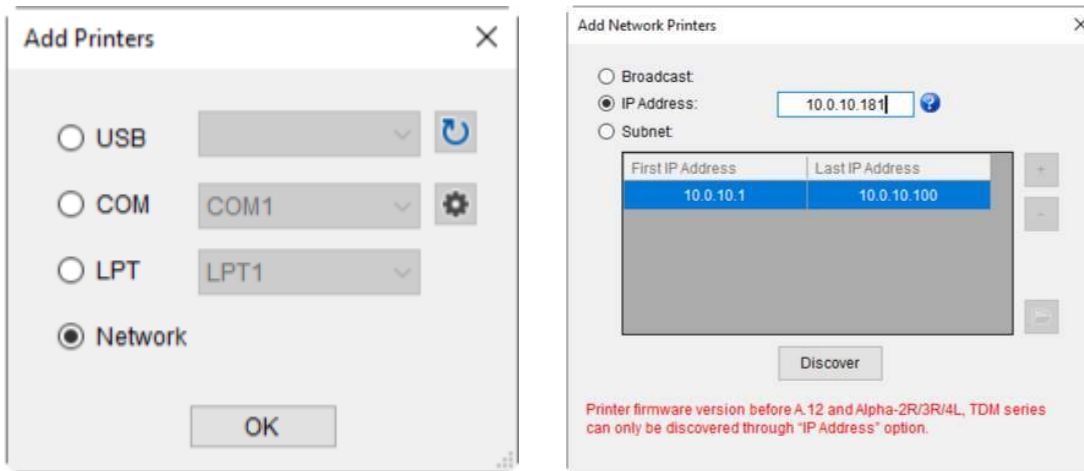 Add Printers
USB
COM COM1
LPT LPT1
Network
OK
Add Network Printers
Broadcast:
IP Address: 10.0.10.181
Subnet:
First IP Address Last IP Address
10.0.10.1 10.0.10.100
+
-
Discover
Printer firmware version before A.12 and Alpha-2R/3R/4L, TDM series
can only be discovered through “IP Address” option.